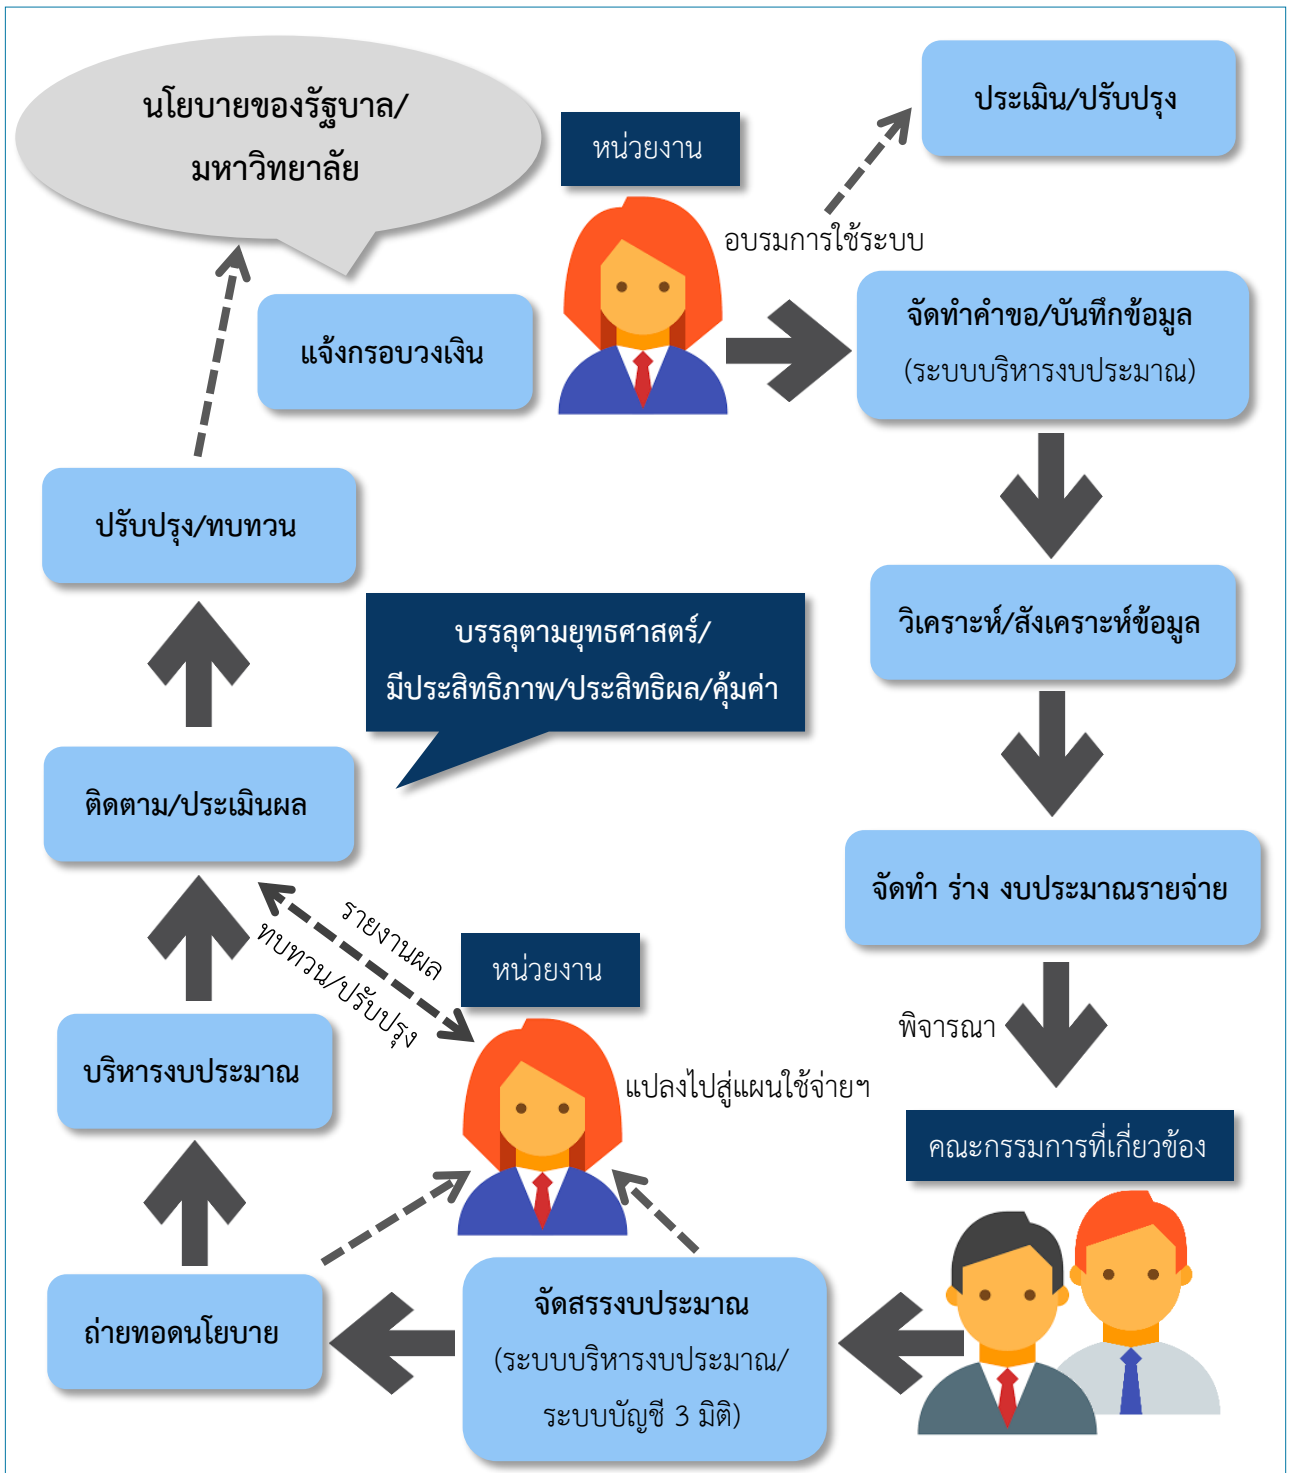 นโยบายของรัฐบาล/
มหาวิทยาลัย
หน่วยงาน
ประเมิน/ปรับปรุง
อบรมการใช้ระบบ
แจ้งกรอบวงเงิน
จัดทำคำขอ/บันทึกข้อมูล
(ระบบบริหารงบประมาณ)
ปรับปรุง/ทบทวน
วิเคราะห์/สังเคราะห์ข้อมูล
บรรลุตามยุทธศาสตร์/
มีประสิทธิภาพ/ประสิทธิผล/คุ้มค่า
ติดตาม/ประเมินผล
จัดทำ ร่าง งบประมาณรายจ่าย
รายงานผล
ทบทวน/ปรับปรุง
หน่วยงาน
พิจารณา
บริหารงบประมาณ
แปลงไปสู่แผนใช้จ่ายฯ
คณะกรรมการที่เกี่ยวข้อง
ถ่ายทอดนโยบาย
จัดสรรงบประมาณ
(ระบบบริหารงบประมาณ/
ระบบบัญชี 3 มิติ)